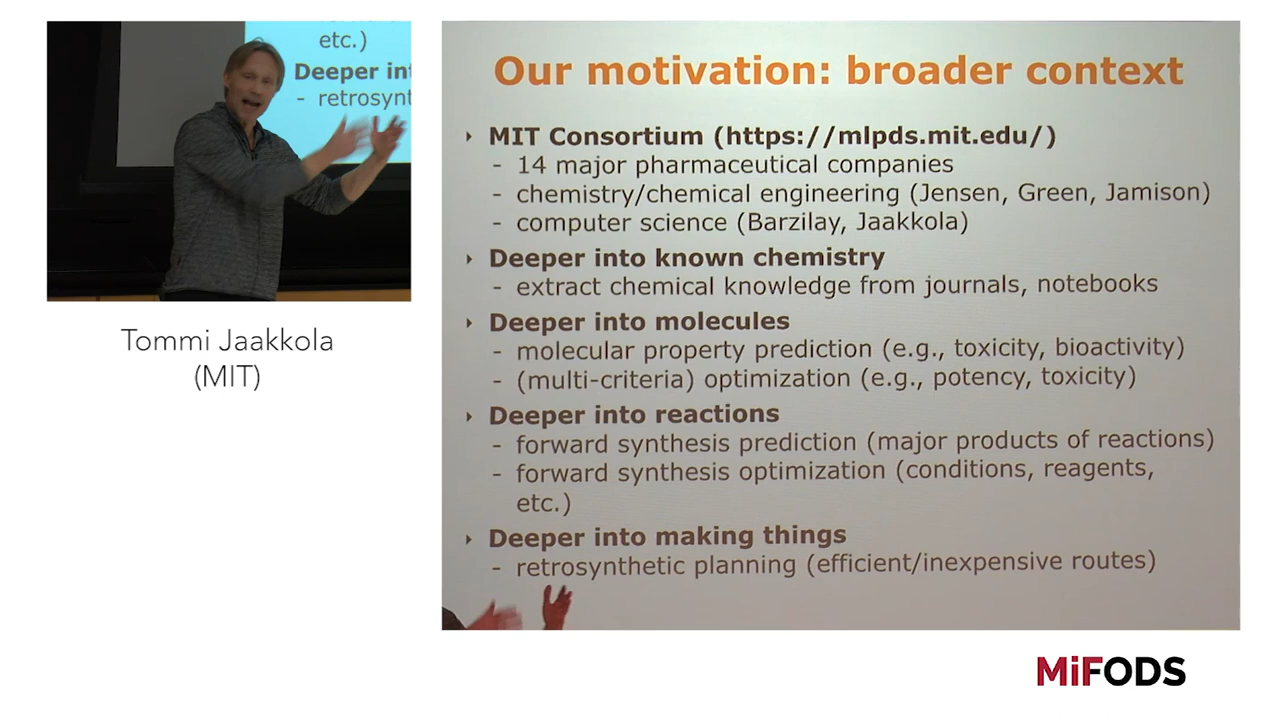 etc.)
Deeper int
- retrosynt
Tommi Jaakkola
(MIT)
Our motivation: broader context
‣ MIT Consortium (https://mlpds.mit.edu/)
- 14 major pharmaceutical companies
- chemistry/chemical engineering (Jensen, Green, Jamison)
- computer science (Barzilay, Jaakkola)
‣ Deeper into known chemistry
- extract chemical knowledge from journals, notebooks
‣ Deeper into molecules
- molecular property prediction (e.g., toxicity, bioactivity)
- (multi-criteria) optimization (e.g., potency, toxicity)
‣ Deeper into reactions
- forward synthesis prediction (major products of reactions)
- forward synthesis optimization (conditions, reagents,
etc.)
‣ Deeper into making things
- retrosynthetic planning (efficient/inexpensive routes)
MiFODS